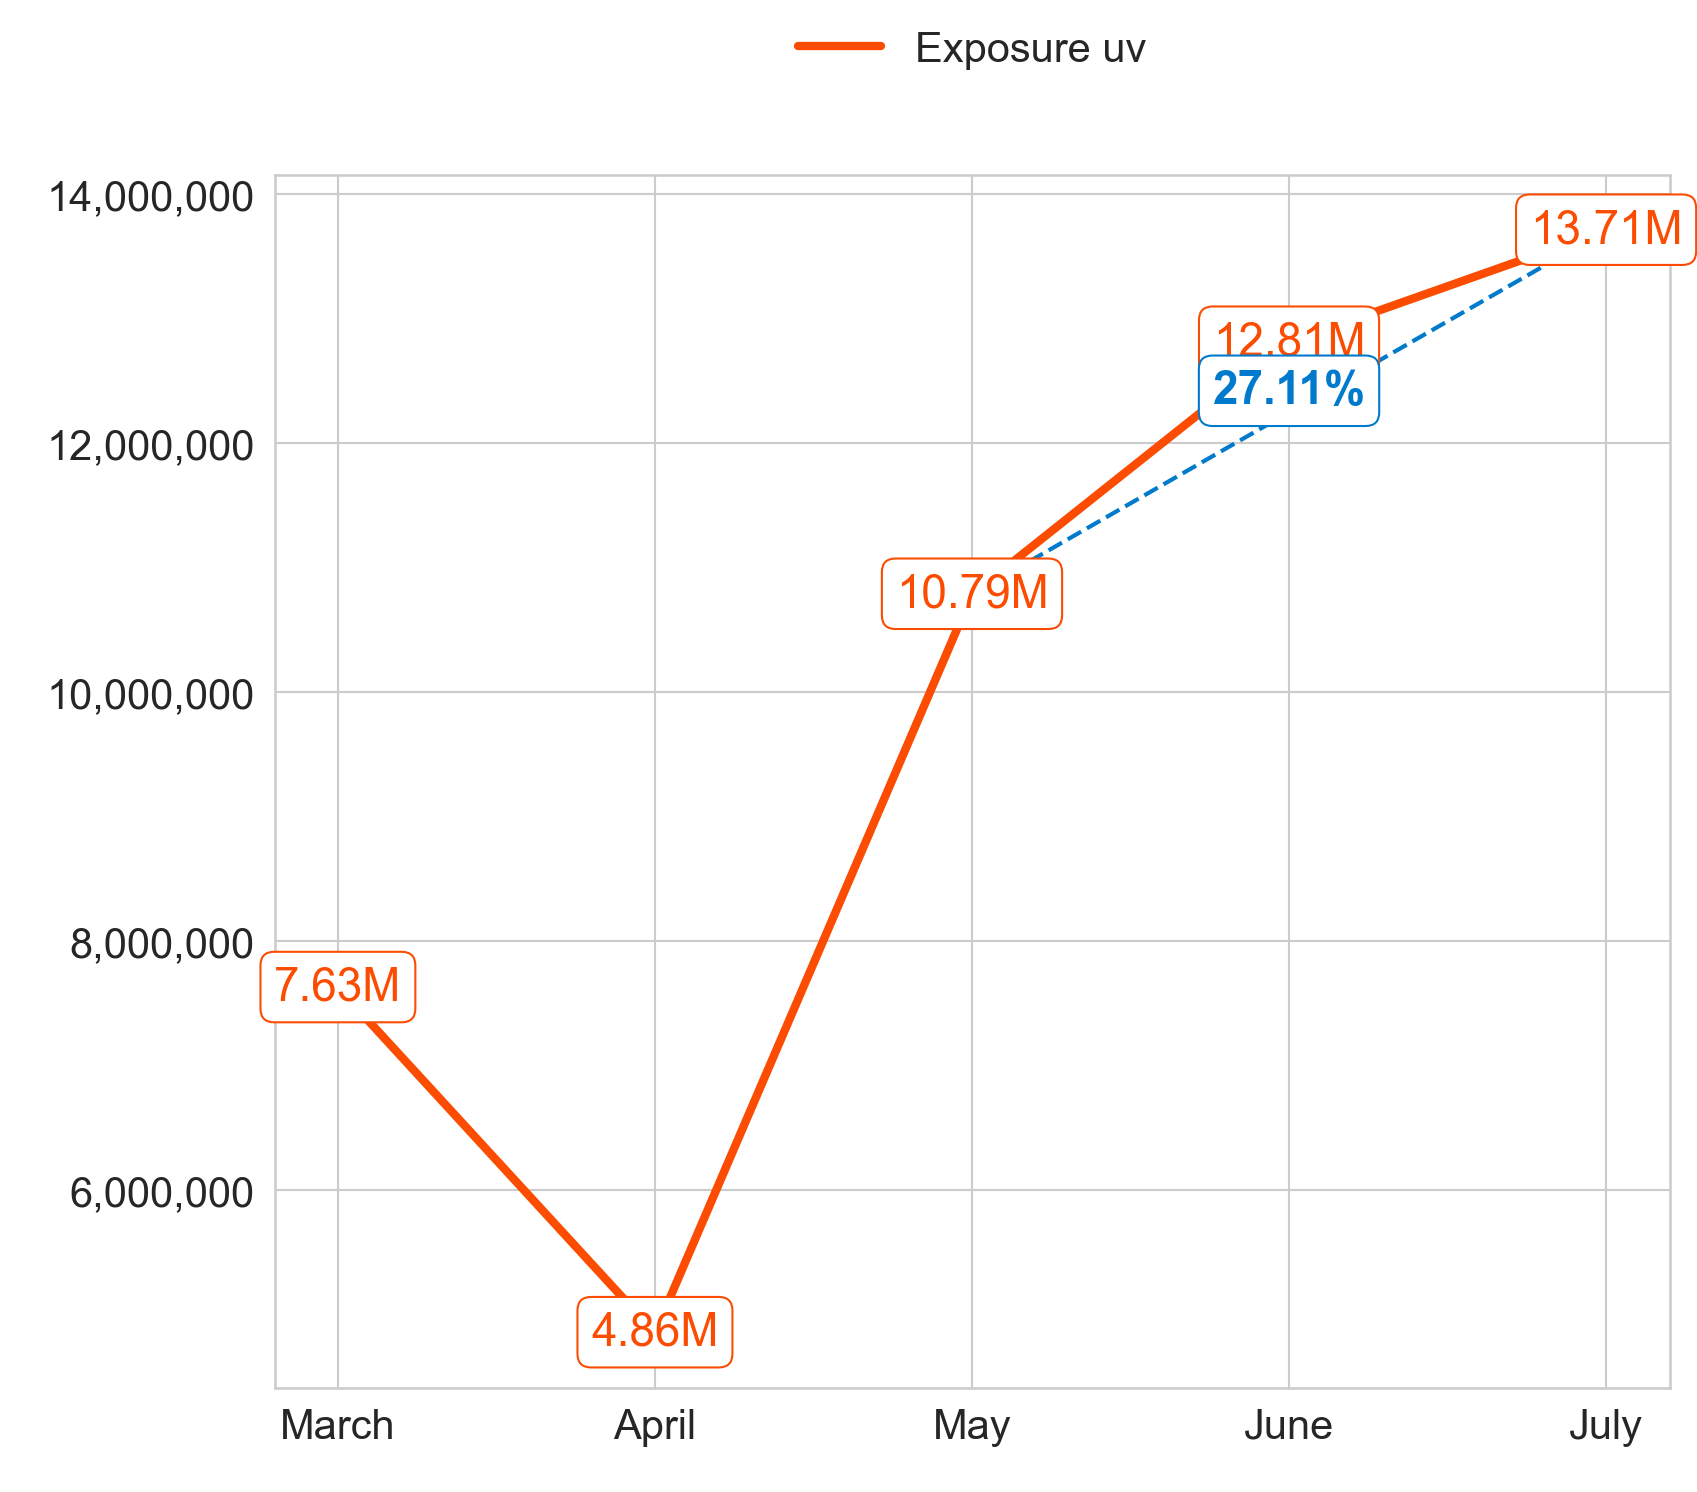 Exposure uv
14,000,000
12,000,000
10,000,000
8,000,000
6,000,000
13.71M
12.81M
27.11%
10.79M
7.63M
4.86M
March
April
May
June
July